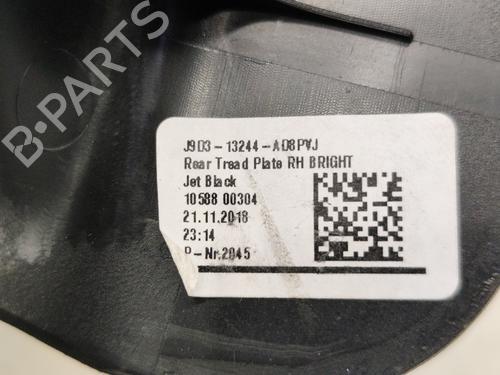 B-PARTS
J9D3-13244-AD8PVJ
Rear Tread Plate RH BRIGHT
Jet Black
10588 00304
21.11.2018
23:14
P-Nr.2045